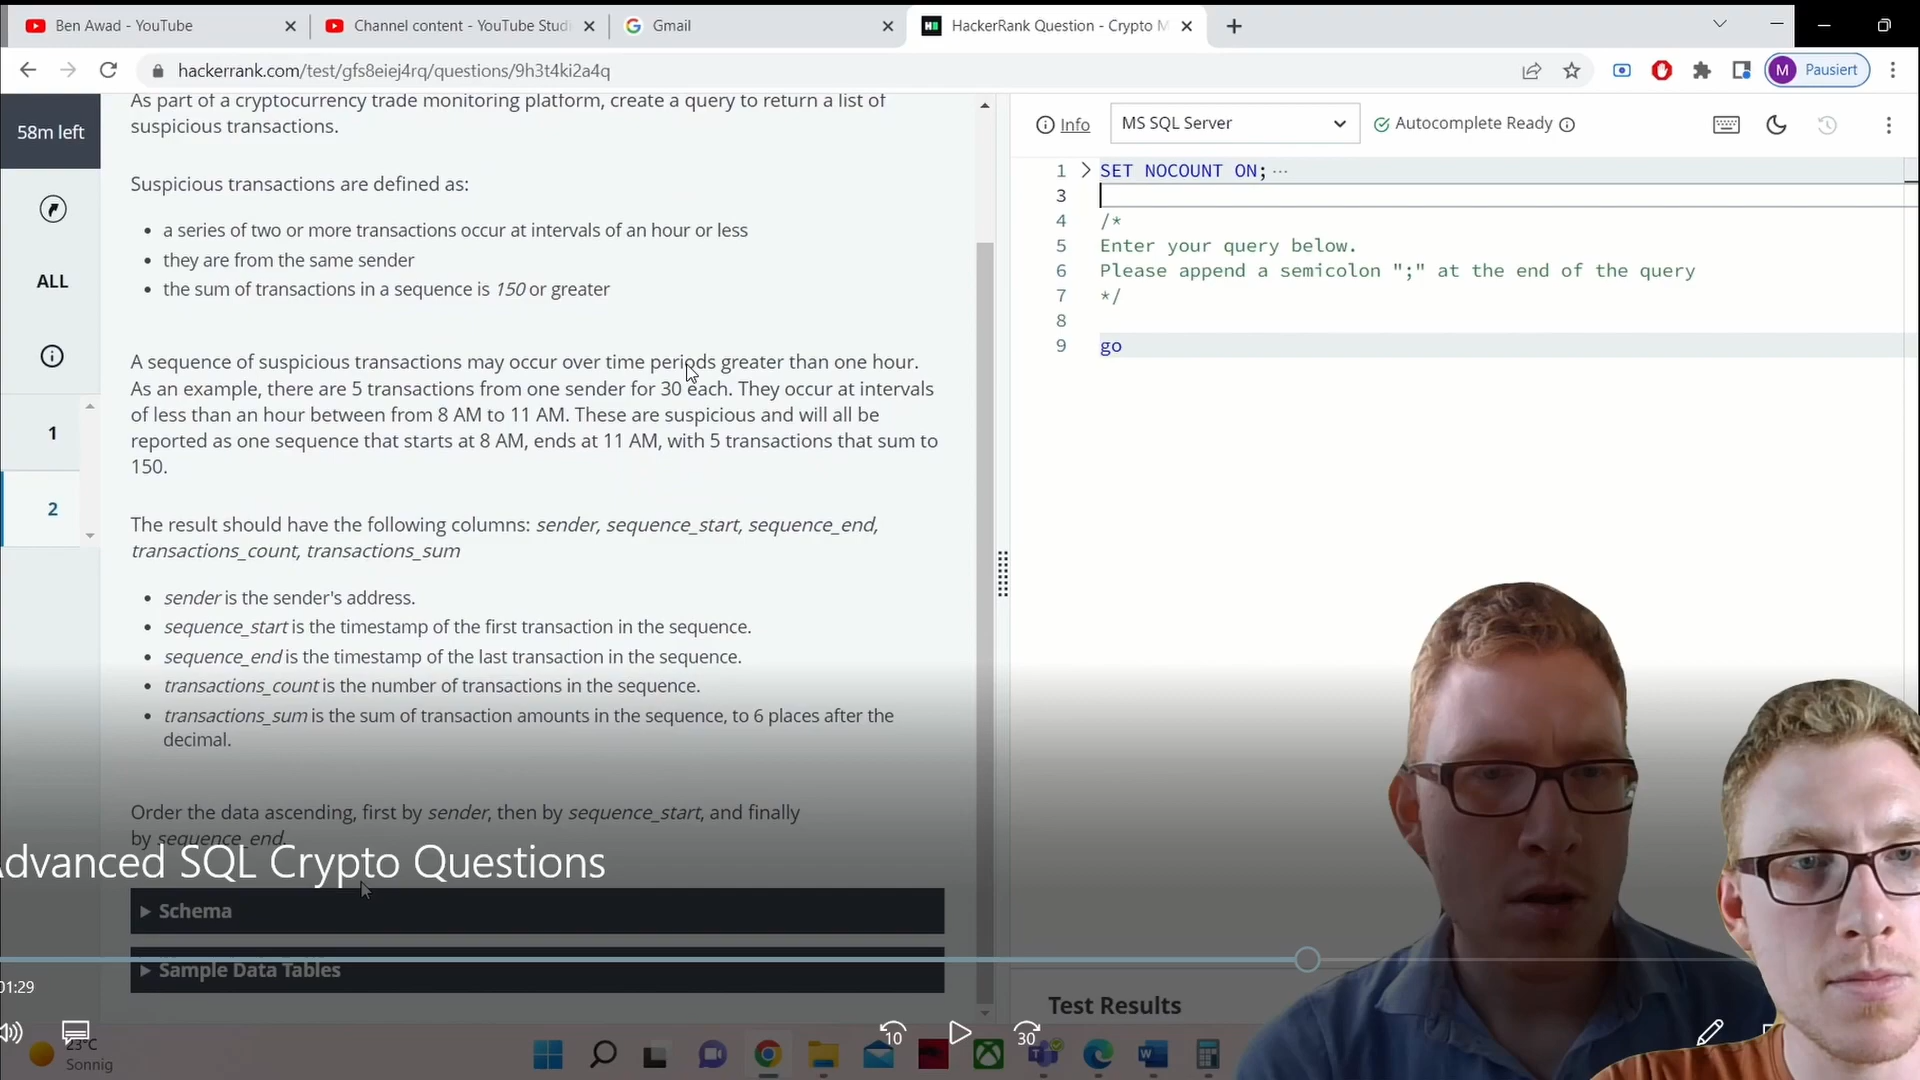 Ben Awad - YouTube
Channel content - YouTube Studi
Gmail
HackerRank Question - Crypto M
hackerrank.com/test/gfs8eiej4rq/questions/9h3t4ki2a4q
M Pausiert
58m left
ALL
1
2
As part of a cryptocurrency trade monitoring platform, create a query to return a list of
suspicious transactions.
Suspicious transactions are defined as:
• a series of two or more transactions occur at intervals of an hour or less
• they are from the same sender
• the sum of transactions in a sequence is 150 or greater
A sequence of suspicious transactions may occur over time periods greater than one hour.
As an example, there are 5 transactions from one sender for 30 each. They occur at intervals
of less than an hour between from 8 AM to 11 AM. These are suspicious and will all be
reported as one sequence that starts at 8 AM, ends at 11 AM, with 5 transactions that sum to
150.
The result should have the following columns: sender, sequence_start, sequence_end,
transactions_count, transactions_sum
• sender is the sender's address.
• sequence_start is the timestamp of the first transaction in the sequence.
• sequence_end is the timestamp of the last transaction in the sequence.
• transactions_count is the number of transactions in the sequence.
• transactions_sum is the sum of transaction amounts in the sequence, to 6 places after the
decimal.
Order the data ascending, first by sender, then by sequence_start, and finally
by sequence_end.
Advanced SQL Crypto Questions
Schema
Sample Data Tables
Info
MS SQL Server
Autocomplete Ready
1 SET NOCOUNT ON; ···
3
4 /*
5 Enter your query below.
6 Please append a semicolon ";" at the end of the query
7 */
8
9 go
Test Results
01:29
10
30
23°C
Sonnig